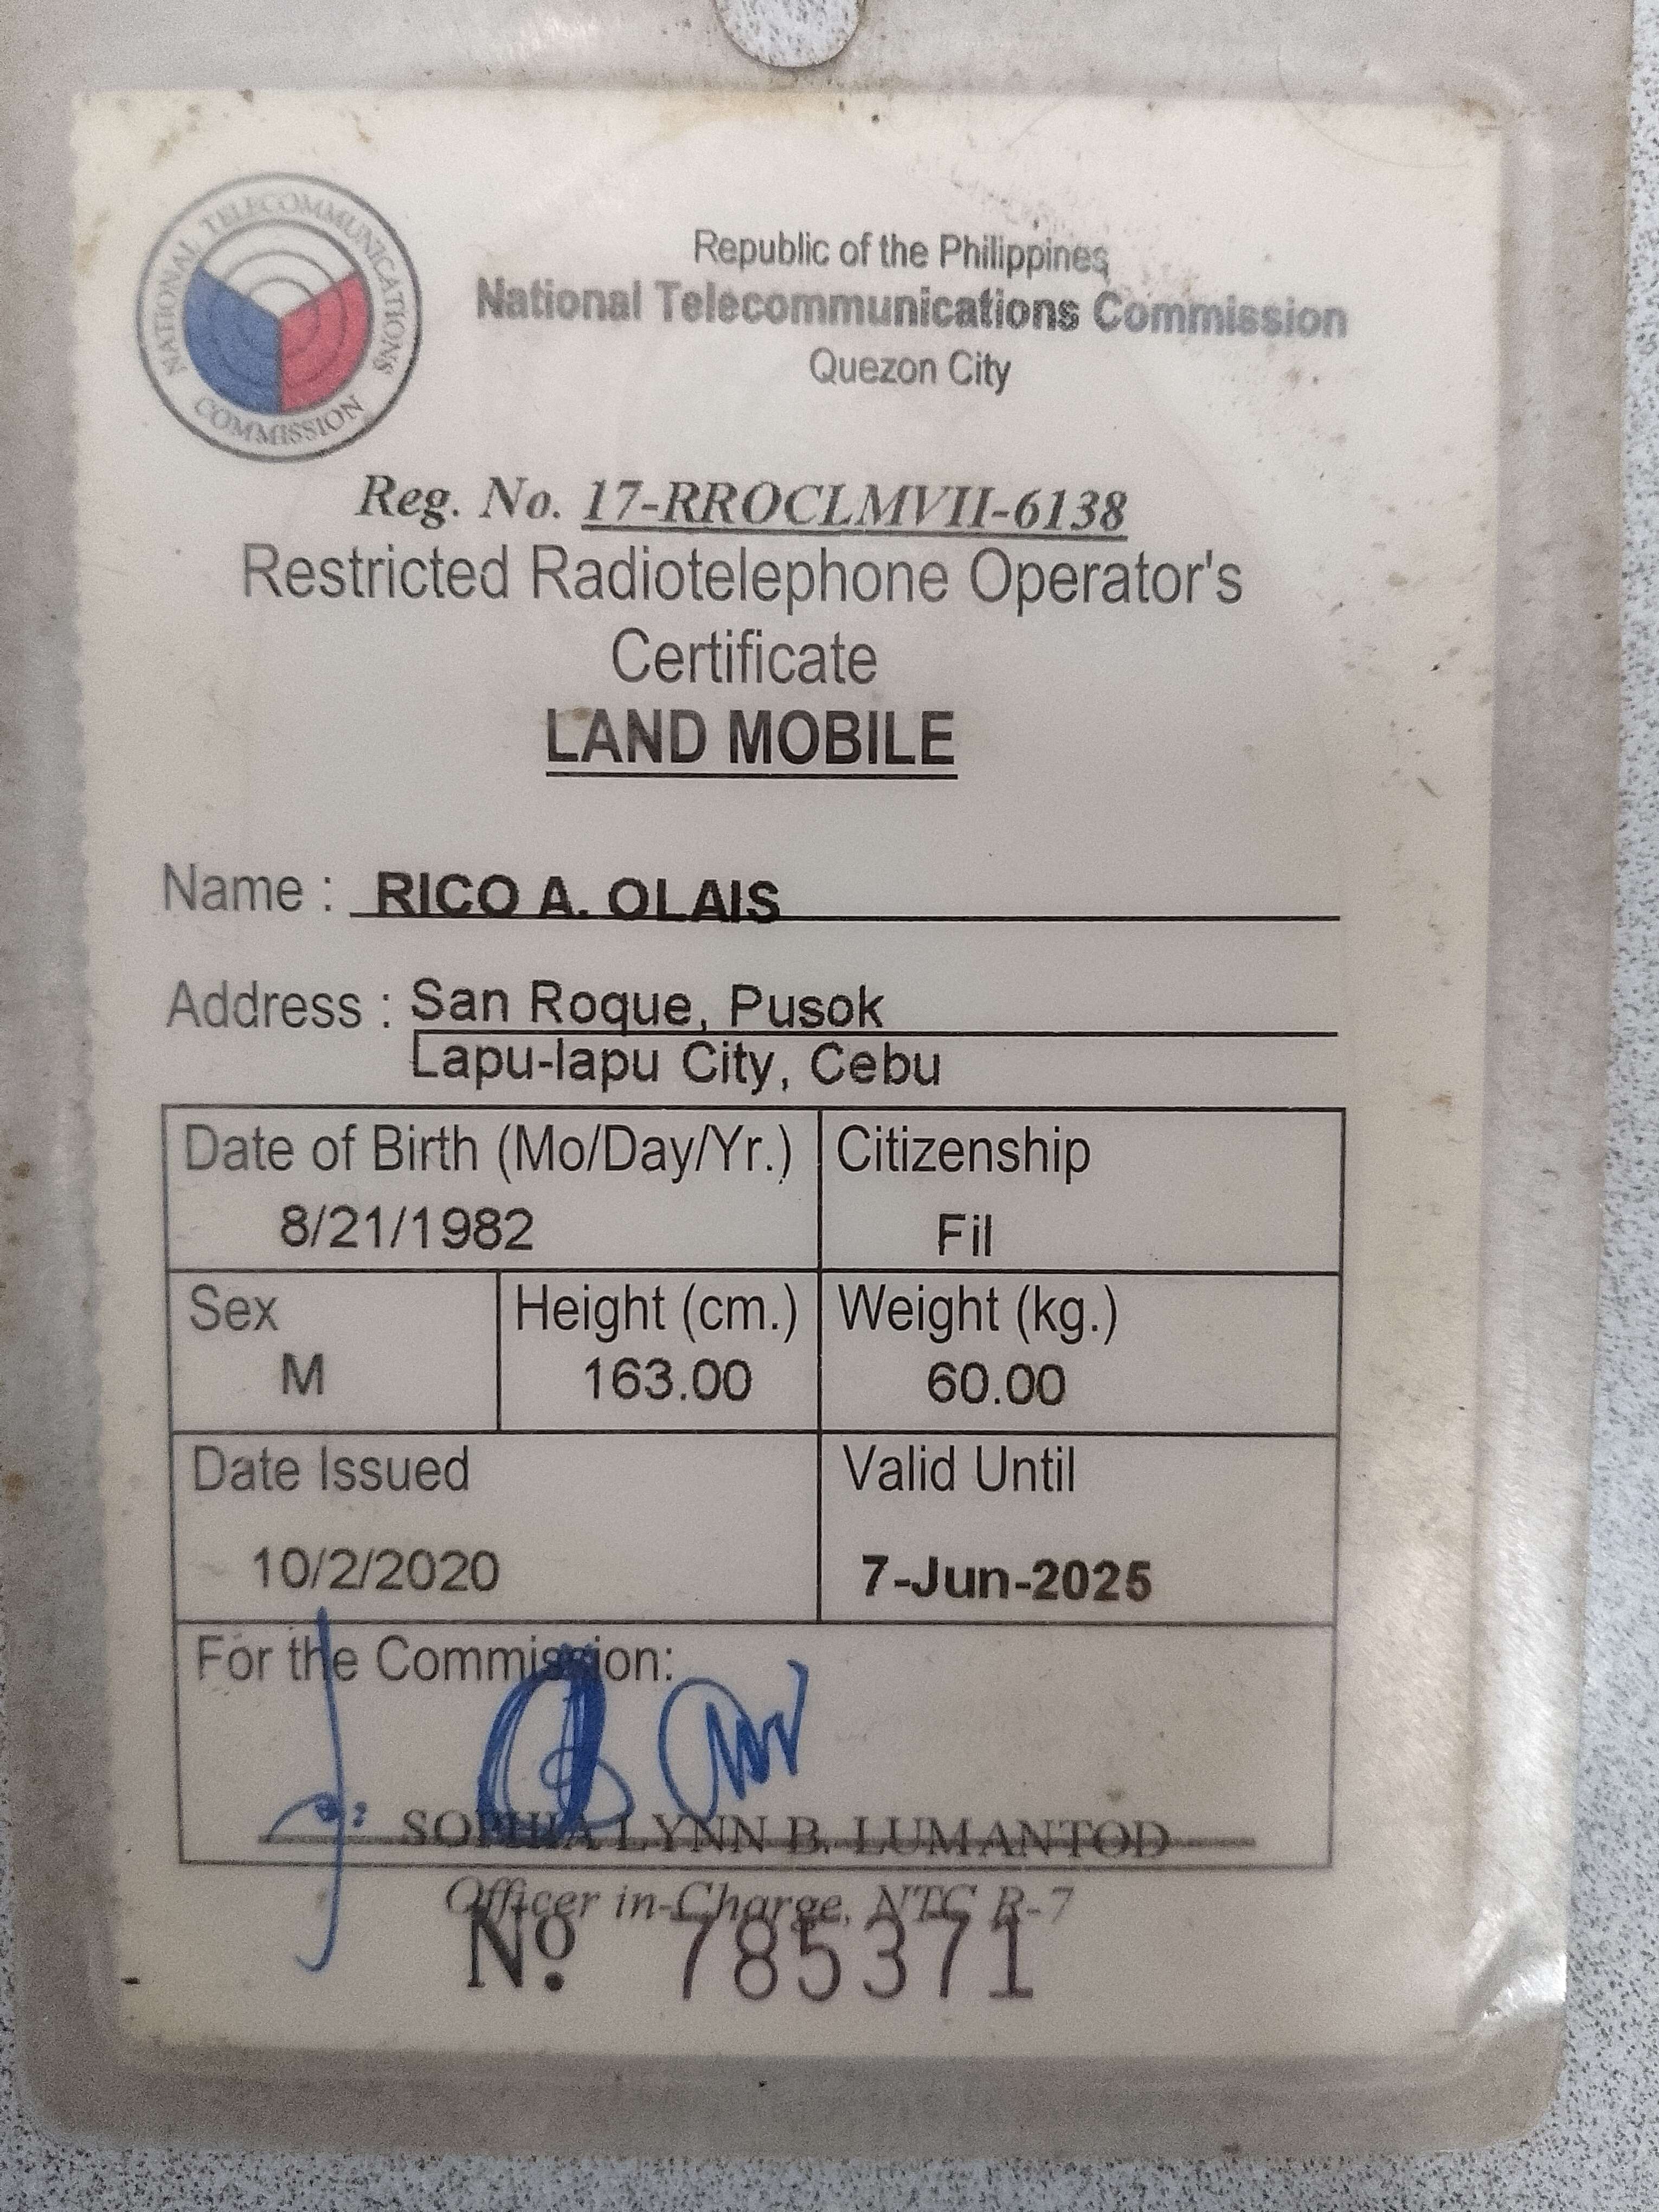 NATIONAL TELECOMMUNICATIONS COMMISSION
Republic of the Philippines
National Telecommunications Commission
Quezon City
Reg. No. 17-RROCLMVII-6138
Restricted Radiotelephone Operator's
Certificate
LAND MOBILE
Name : RICO A. OLAIS
Address : San Roque, Pusok
Lapu-lapu City, Cebu
Date of Birth (Mo/Day/Yr.) Citizenship
8/21/1982 Fil
Sex Height (cm.) Weight (kg.)
M 163.00 60.00
Date Issued Valid Until
10/2/2020 7-Jun-2025
For the Commission:
SOPHIA LYNN B. LUMANTOD
Officer in-Charge, NTC R-7
Nº 785371